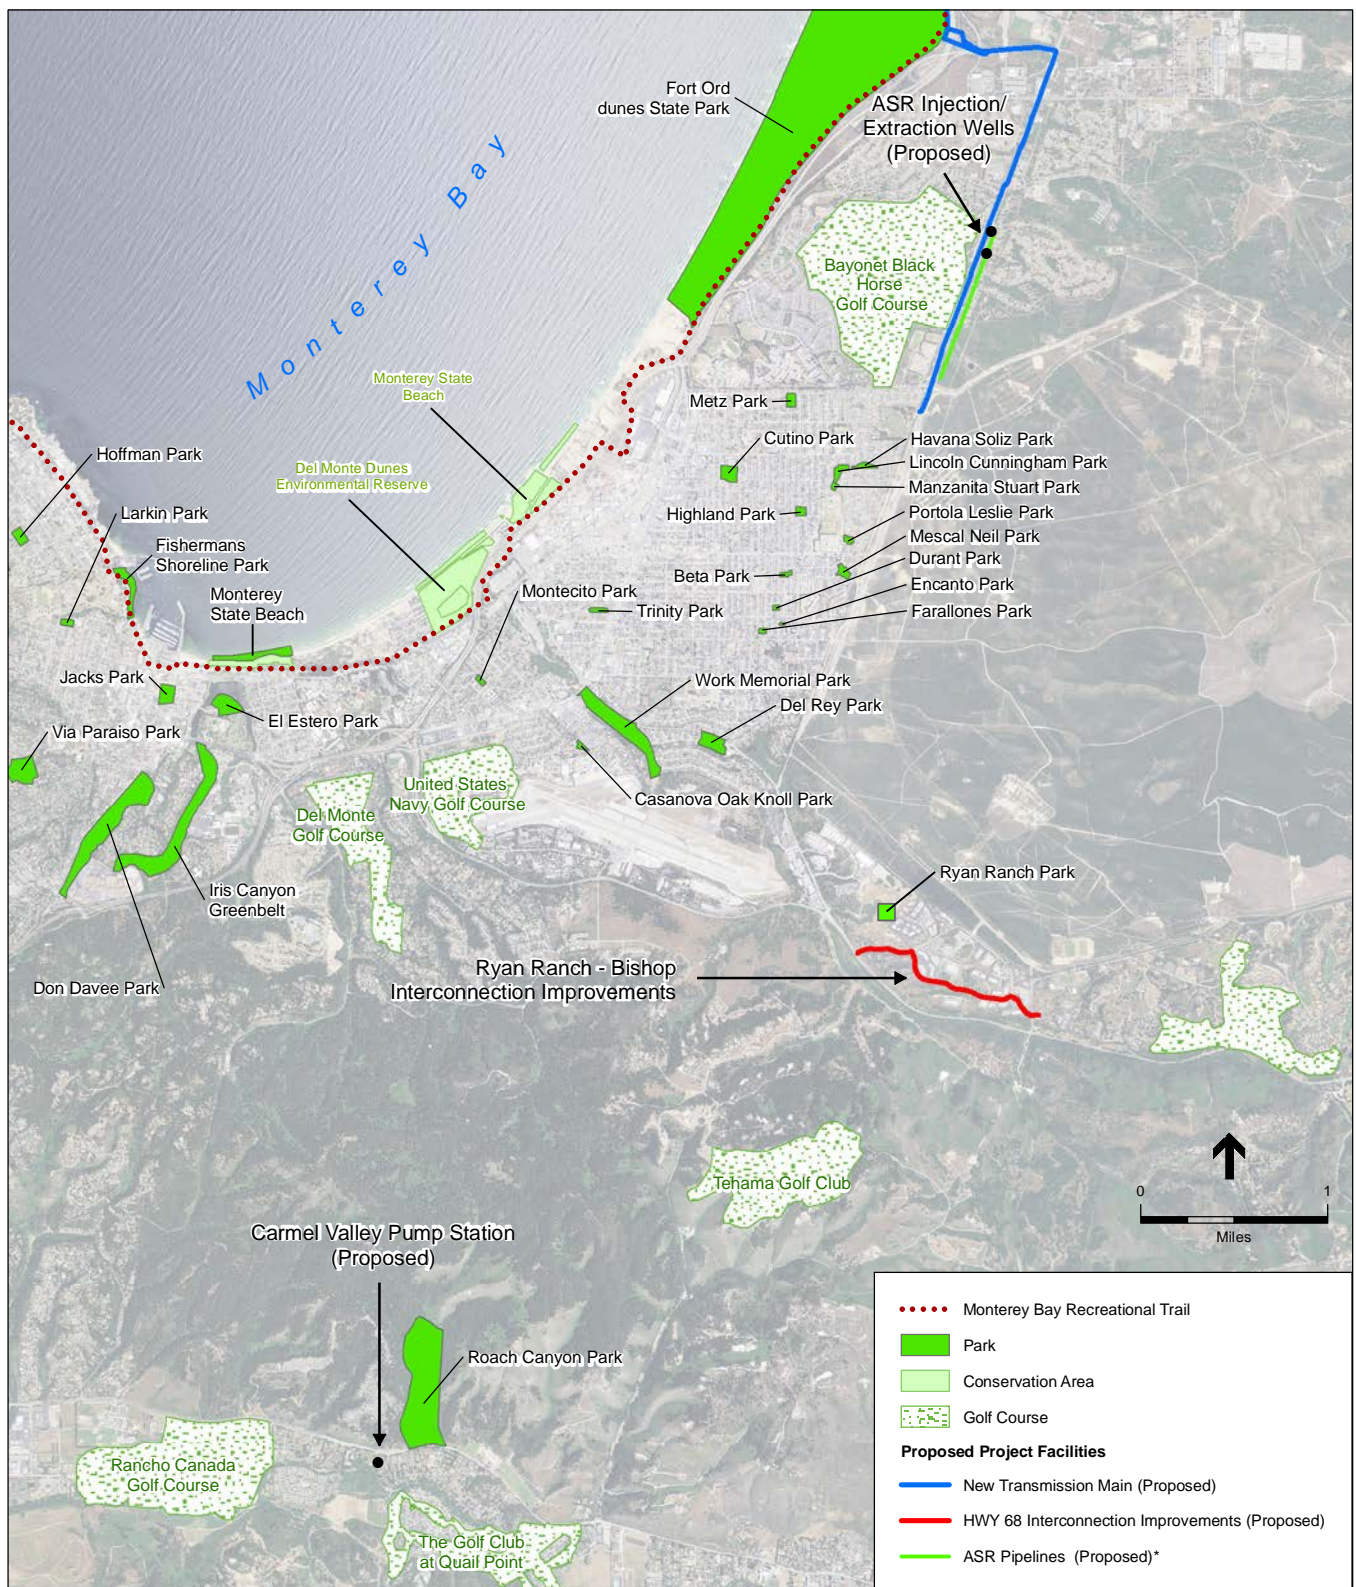 Fort Ord
dunes State Park
ASR Injection/
Extraction Wells
(Proposed)
Monterey Bay
Bayonet Black
Horse
Golf Course
Monterey State
Beach
Metz Park
Cutino Park
Havana Soliz Park
Lincoln Cunningham Park
Manzanita Stuart Park
Hoffman Park
Del Monte Dunes
Environmental Reserve
Larkin Park
Highland Park
Portola Leslie Park
Mescal Neil Park
Fishermans
Shoreline Park
Durant Park
Beta Park
Montecito Park
Encanto Park
Monterey
State Beach
Trinity Park
Farallones Park
Jacks Park
Work Memorial Park
Del Rey Park
El Estero Park
Via Paraiso Park
United States
Navy Golf Course
Casanova Oak Knoll Park
Del Monte
Golf Course
Ryan Ranch Park
Iris Canyon
Greenbelt
Ryan Ranch - Bishop
Interconnection Improvements
Don Davee Park
Tehama Golf Club
0 1
Miles
Carmel Valley Pump Station
(Proposed)
Roach Canyon Park
Rancho Canada
Golf Course
The Golf Club
at Quail Point
Monterey Bay Recreational Trail
Park
Conservation Area
Golf Course
Proposed Project Facilities
New Transmission Main (Proposed)
HWY 68 Interconnection Improvements (Proposed)
ASR Pipelines (Proposed)*